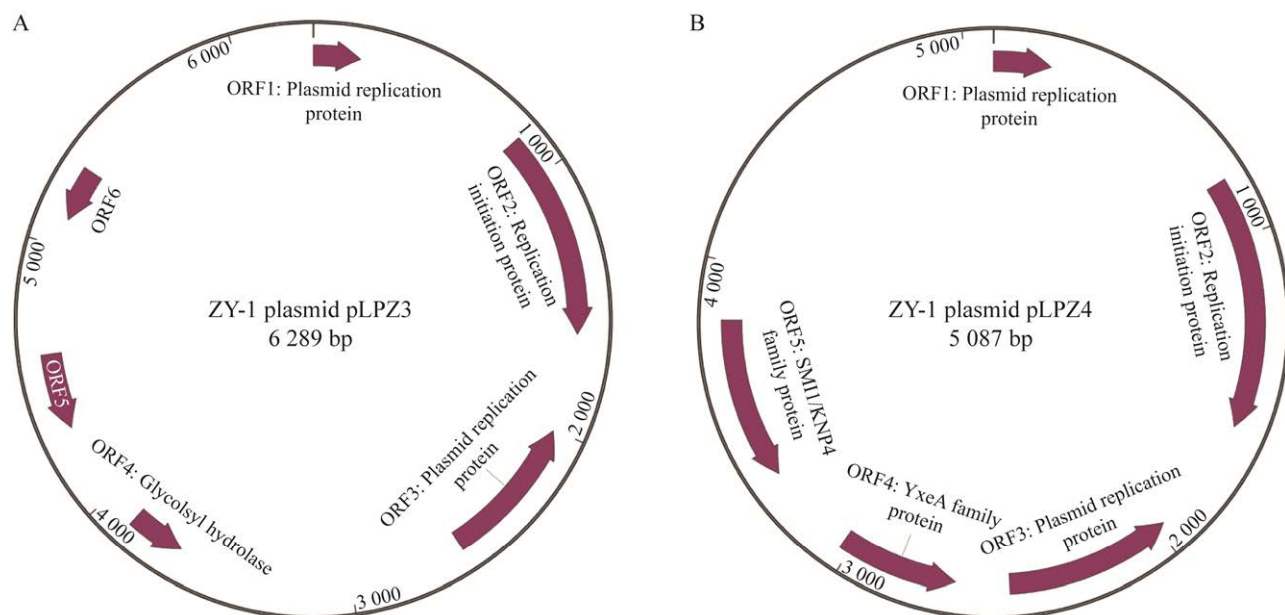 A
6 000
ORF1: Plasmid replication
protein
1 000
ORF2: Replication
initiation protein
ORF6
5 000
ZY-1 plasmid pLPZ3
6 289 bp
ORF5
2 000
ORF3: Plasmid replication
protein
ORF4: Glycolsyl hydrolase
4 000
3 000
B
5 000
ORF1: Plasmid replication
protein
1 000
ORF2: Replication
initiation protein
4 000
ZY-1 plasmid pLPZ4
5 087 bp
ORF5: SMI1/KNP4
family protein
ORF4: YxeA family
protein
ORF3: Plasmid replication
protein
2 000
3 000